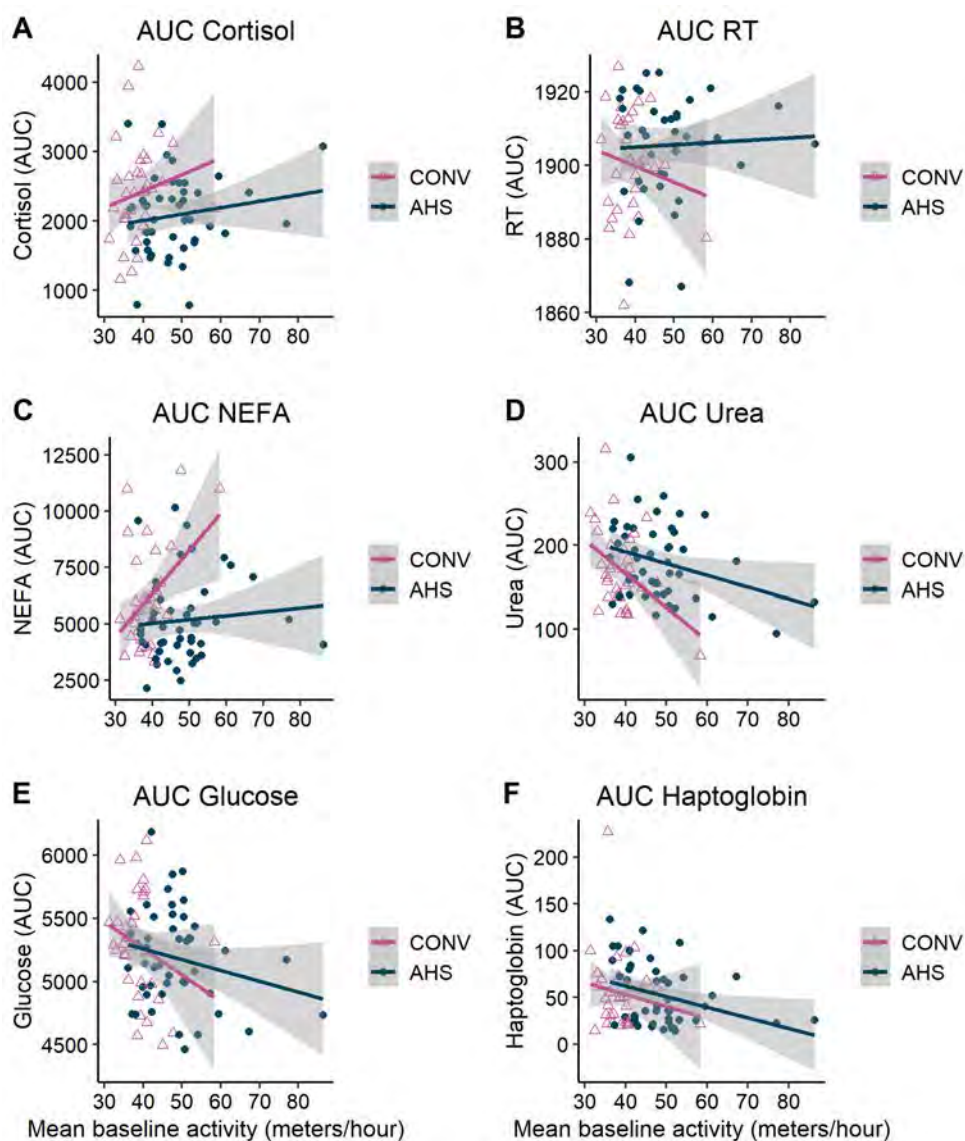 A AUC Cortisol
Cortisol (AUC)
4000
3000
2000
1000
30 40 50 60 70 80
CONV
AHS
B AUC RT
RT (AUC)
1920
1900
1880
1860
30 40 50 60 70 80
CONV
AHS
C AUC NEFA
NEFA (AUC)
12500
10000
7500
5000
2500
30 40 50 60 70 80
CONV
AHS
D AUC Urea
Urea (AUC)
300
200
100
30 40 50 60 70 80
CONV
AHS
E AUC Glucose
Glucose (AUC)
6000
5500
5000
4500
30 40 50 60 70 80
Mean baseline activity (meters/hour)
CONV
AHS
F AUC Haptoglobin
Haptoglobin (AUC)
200
150
100
50
0
30 40 50 60 70 80
Mean baseline activity (meters/hour)
CONV
AHS